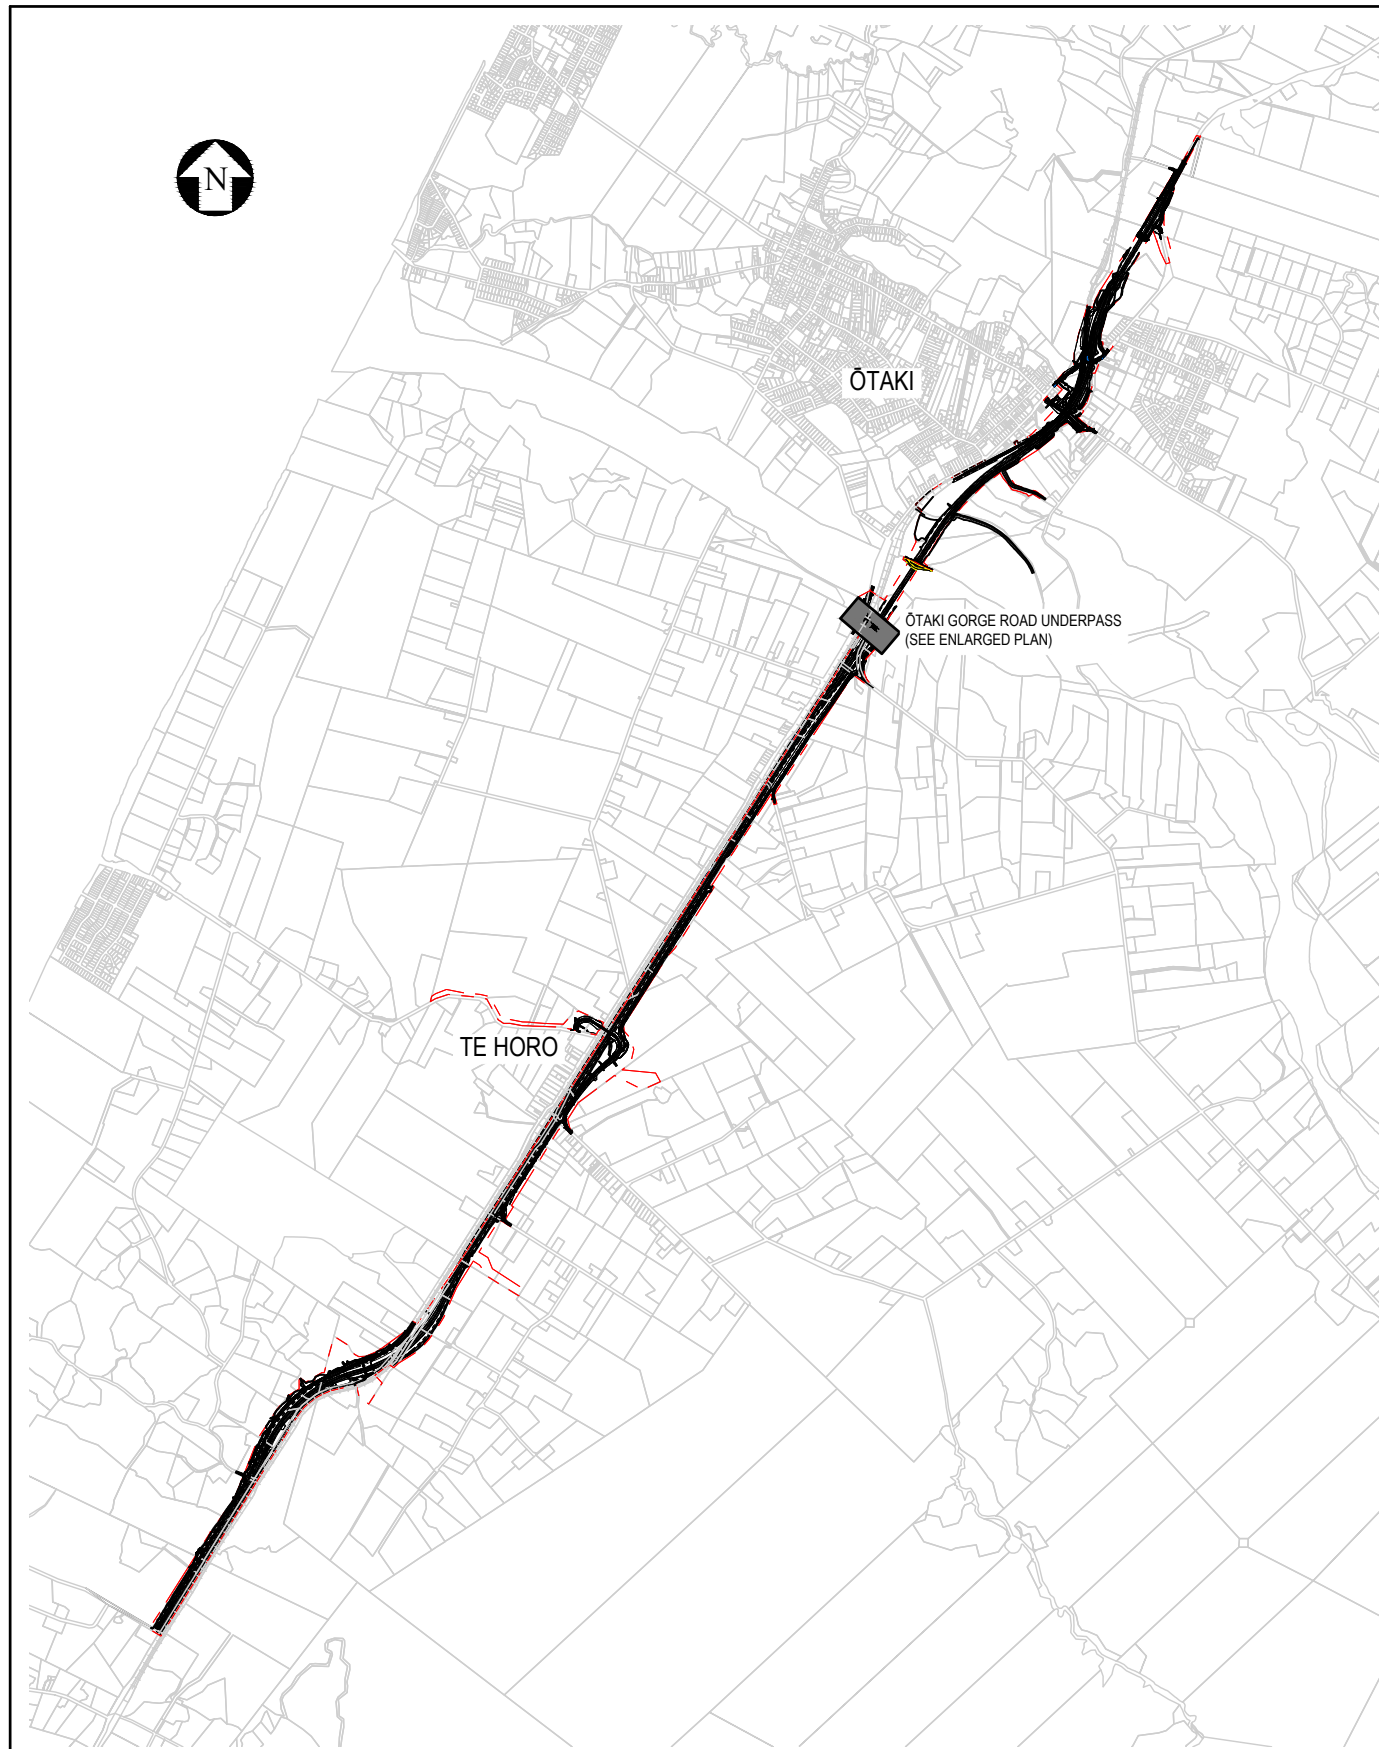 N
ŌTAKI
ŌTAKI GORGE ROAD UNDERPASS
(SEE ENLARGED PLAN)
TE HORO